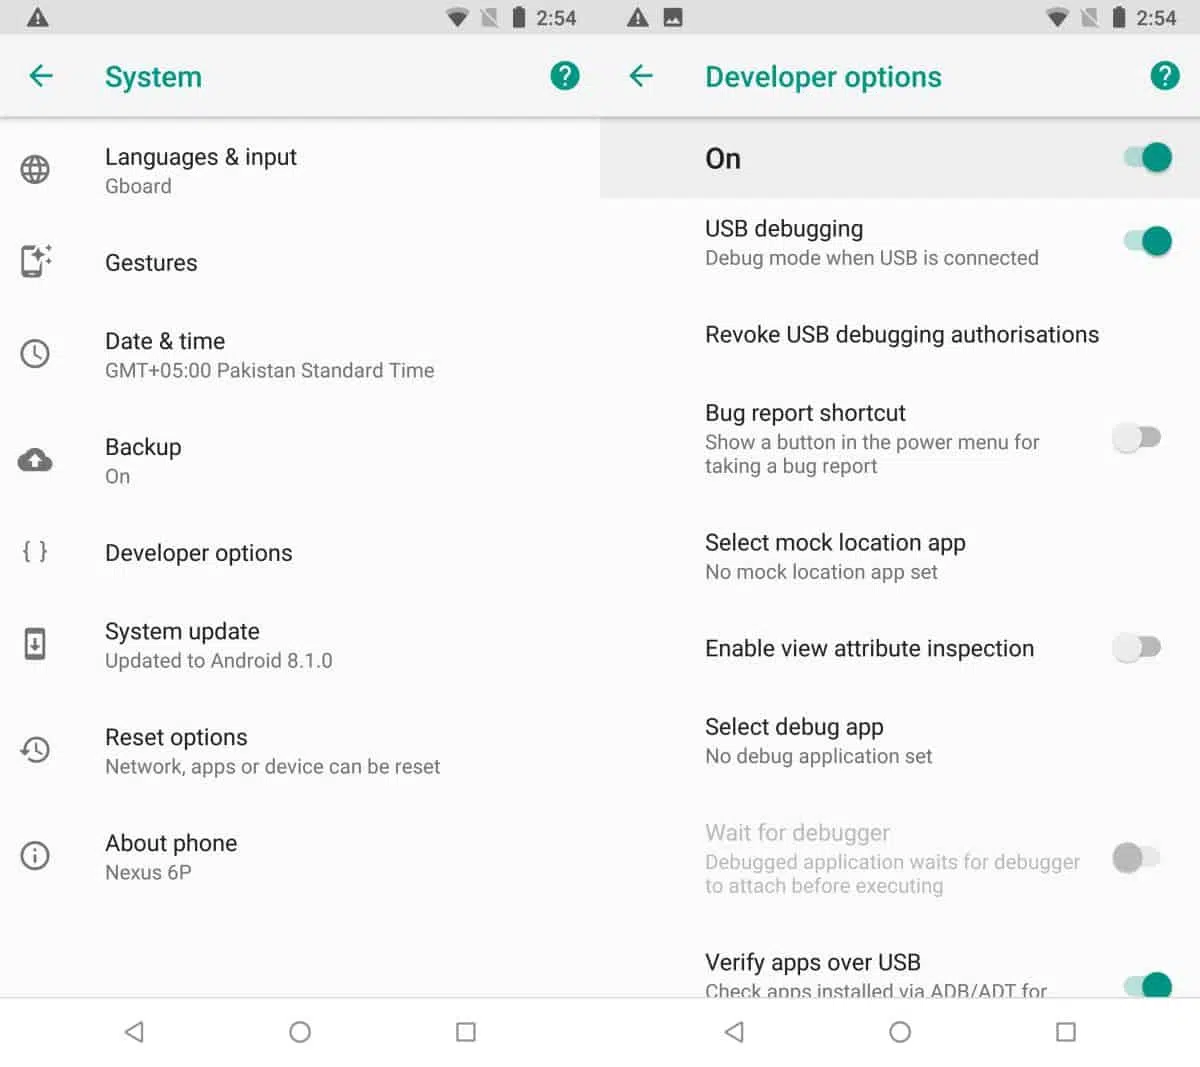 2:54
System
?
Languages & input
Gboard
Gestures
Date & time
GMT+05:00 Pakistan Standard Time
Backup
On
{ }
Developer options
System update
Updated to Android 8.1.0
Reset options
Network, apps or device can be reset
About phone
Nexus 6P
2:54
Developer options
?
On
USB debugging
Debug mode when USB is connected
Revoke USB debugging authorisations
Bug report shortcut
Show a button in the power menu for
taking a bug report
Select mock location app
No mock location app set
Enable view attribute inspection
Select debug app
No debug application set
Wait for debugger
Debugged application waits for debugger
to attach before executing
Verify apps over USB
Check apps installed via ADB/ADT for